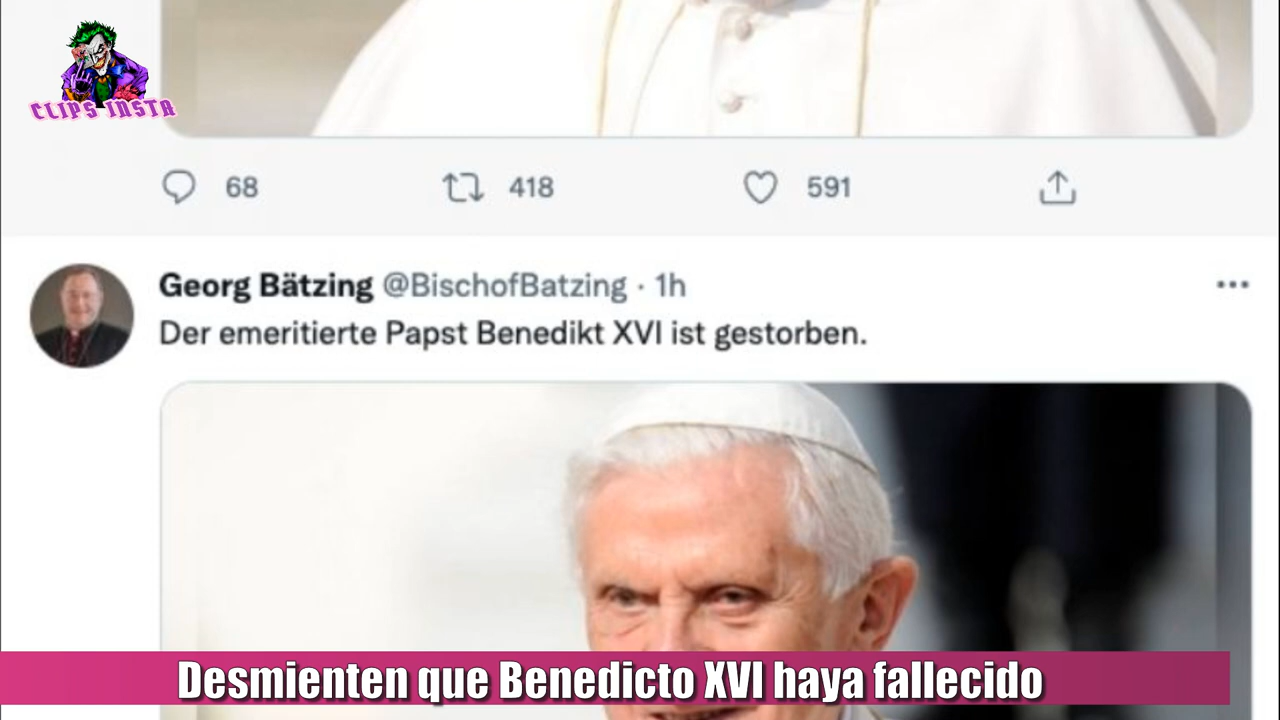 CLIPS INSTA
68 418 591
Georg Bätzing @BischofBatzing · 1h
Der emeritierte Papst Benedikt XVI ist gestorben.
Desmienten que Benedicto XVI haya fallecido